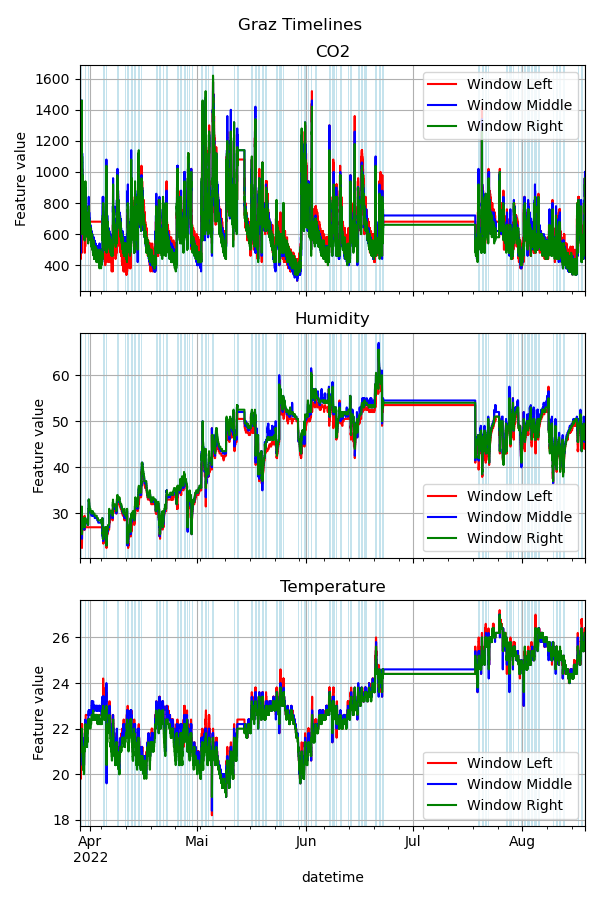 Graz Timelines
CO2
1600
1400
1200
1000
800
600
400
Feature value
Window Left
Window Middle
Window Right
Humidity
60
50
40
30
Feature value
Window Left
Window Middle
Window Right
Temperature
26
24
22
20
18
Feature value
Window Left
Window Middle
Window Right
Apr Mai Jun Jul Aug
2022
datetime